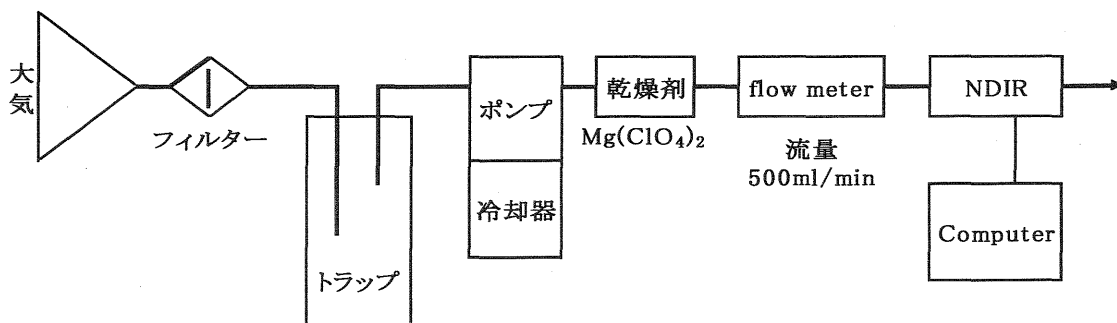 大気
フィルター
トラップ
ポンプ
冷却器
乾燥剤
Mg(ClO₄)₂
flow meter
流量
500ml/min
NDIR
Computer